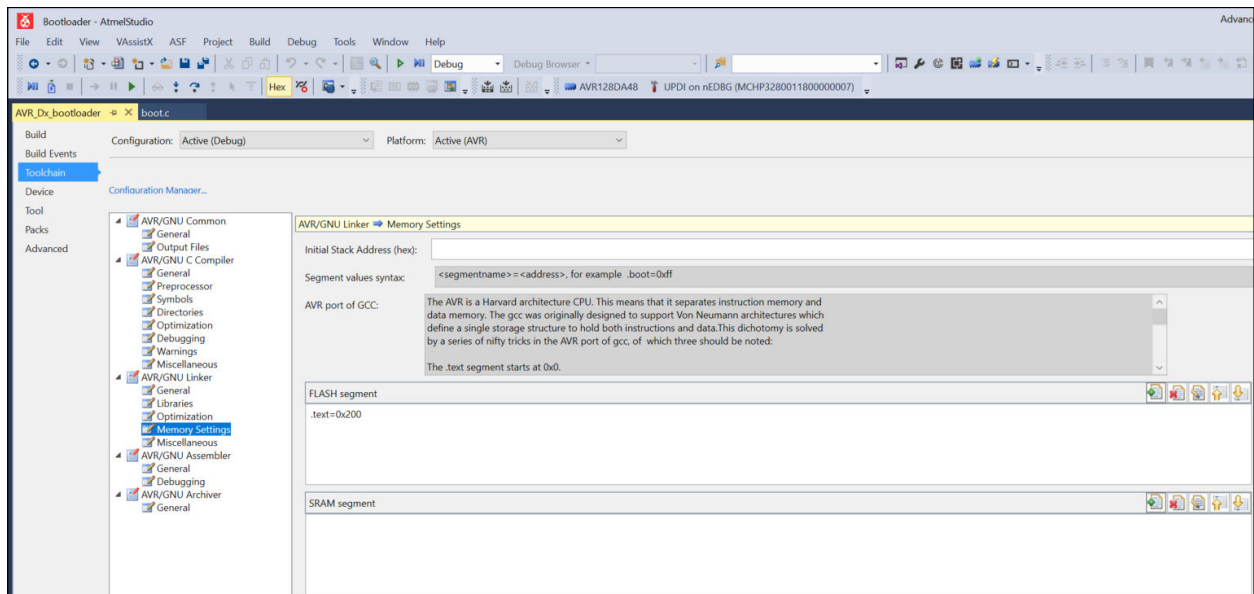 Bootloader - AtmelStudio
Advanc
File Edit View VAssistX ASF Project Build Debug Tools Window Help
Debug Debug Browser
Hex AVR128DA48 UPDI on nEDBG (MCHP3280011800000007)
AVR_Dx_bootloader boot.c
Build
Build Events
Toolchain
Device
Tool
Packs
Advanced
Configuration: Active (Debug) Platform: Active (AVR)
Configuration Manager...
AVR/GNU Common
General
Output Files
AVR/GNU C Compiler
General
Preprocessor
Symbols
Directories
Optimization
Debugging
Warnings
Miscellaneous
AVR/GNU Linker
General
Libraries
Optimization
Memory Settings
Miscellaneous
AVR/GNU Assembler
General
Debugging
AVR/GNU Archiver
General
AVR/GNU Linker Memory Settings
Initial Stack Address (hex):
Segment values syntax: <segmentname>=<address>, for example .boot=0xff
AVR port of GCC:
The AVR is a Harvard architecture CPU. This means that it separates instruction memory and
data memory. The gcc was originally designed to support Von Neumann architectures which
define a single storage structure to hold both instructions and data.This dichotomy is solved
by a series of nifty tricks in the AVR port of gcc, of which three should be noted:
The .text segment starts at 0x0.
FLASH segment
.text=0x200
SRAM segment